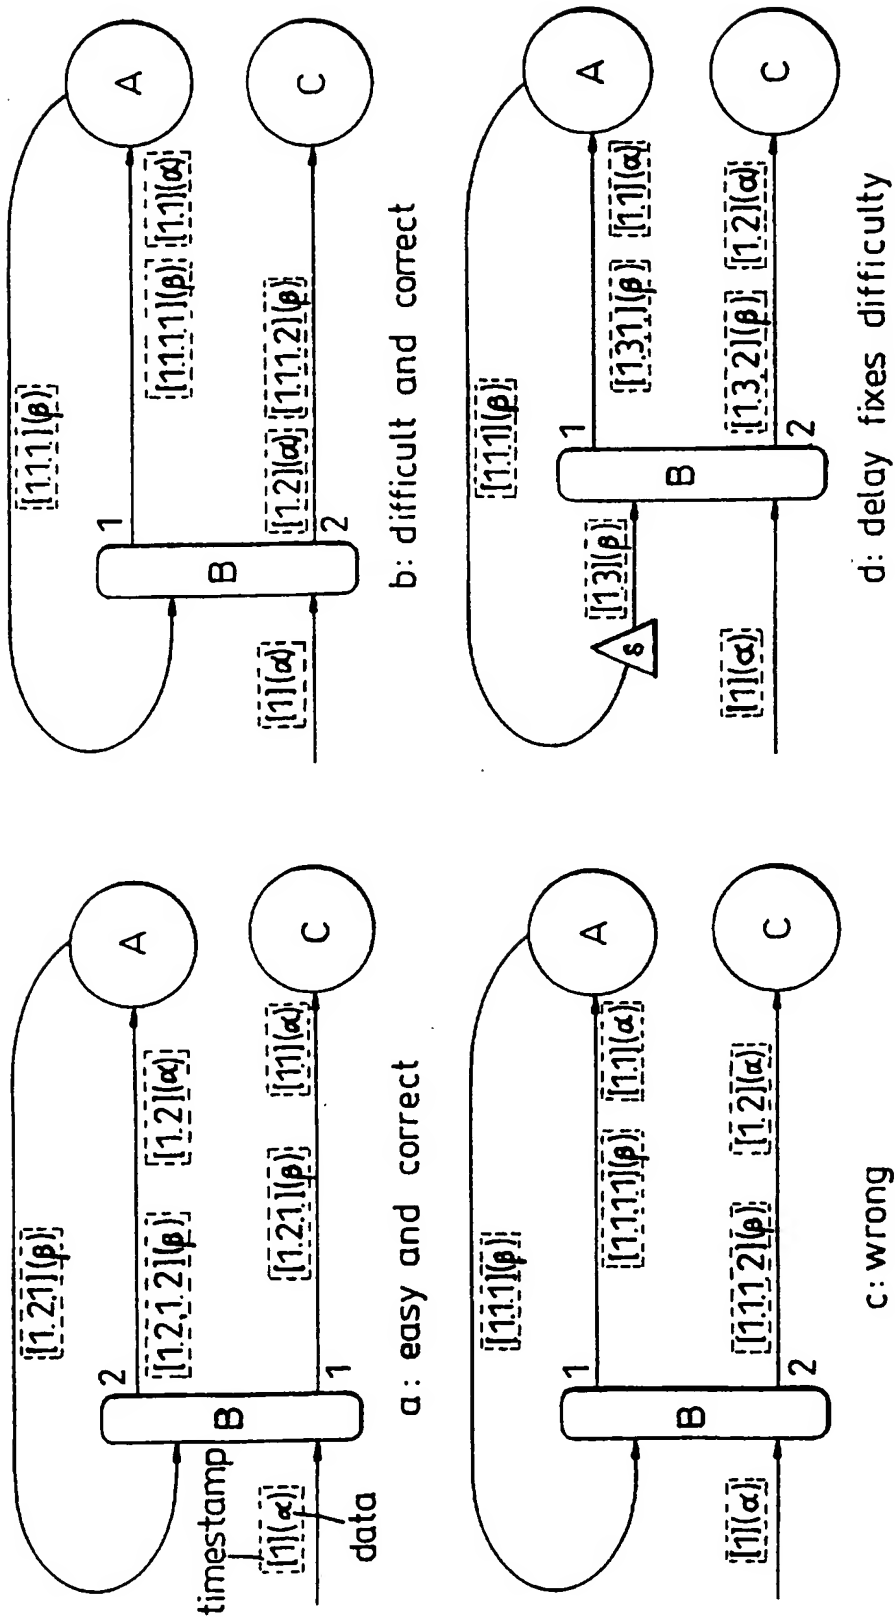 [1.2.1](β)
A
2
[1.2.1.2](β) [1.2](α)
B
timestamp
[1](α)
data
[1.2.1](β) [1.1](α)
C
1
a: easy and correct
[1.1.1](β)
A
1
[1.1.1.1](β) [1.1](α)
B
[1](α)
[1.2](α) [1.1.1.2](β)
C
2
b: difficult and correct
[1.1.1](β)
A
1
[1.1.1.1](β) [1.1](α)
B
[1](α)
[1.1.1.2](β) [1.2](α)
C
2
c: wrong
[1.1.1](β)
A
1
δ
[1.3](β)
[1.3.1](β) [1.1](α)
B
[1](α)
[1.3.2](β) [1.2](α)
C
2
d: delay fixes difficulty